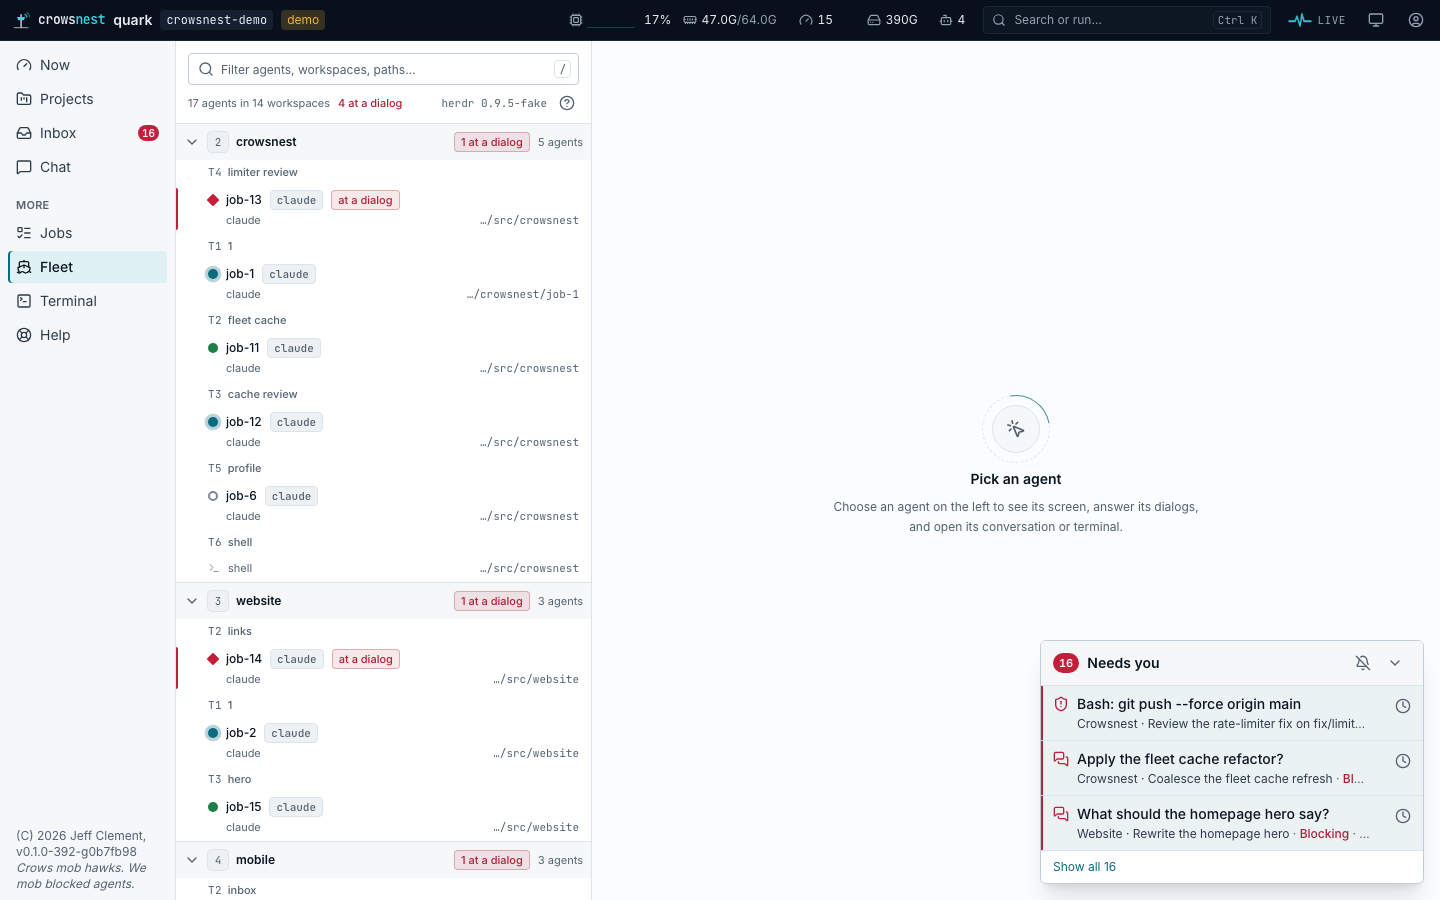 crowsnest quark crowsnest-demo demo 17% 47.0G/64.0G 15 390G 4 Search or run... Ctrl K LIVE
Now
Projects
Inbox 16
Chat
MORE
Jobs
Fleet
Terminal
Help
(C) 2026 Jeff Clement,
v0.1.0-392-g0b7fb98
Crows mob hawks. We
mob blocked agents.
Filter agents, workspaces, paths... /
17 agents in 14 workspaces 4 at a dialog herdr 0.9.5-fake
2 crowsnest 1 at a dialog 5 agents
T4 limiter review
job-13 claude at a dialog
claude …/src/crowsnest
T1 1
job-1 claude
claude …/crowsnest/job-1
T2 fleet cache
job-11 claude
claude …/src/crowsnest
T3 cache review
job-12 claude
claude …/src/crowsnest
T5 profile
job-6 claude
claude …/src/crowsnest
T6 shell
shell …/src/crowsnest
3 website 1 at a dialog 3 agents
T2 links
job-14 claude at a dialog
claude …/src/website
T1 1
job-2 claude
claude …/src/website
T3 hero
job-15 claude
claude …/src/website
4 mobile 1 at a dialog 3 agents
T2 inbox
Pick an agent
Choose an agent on the left to see its screen, answer its dialogs,
and open its conversation or terminal.
16 Needs you
Bash: git push --force origin main
Crowsnest · Review the rate-limiter fix on fix/limit...
Apply the fleet cache refactor?
Crowsnest · Coalesce the fleet cache refresh · Bl...
What should the homepage hero say?
Website · Rewrite the homepage hero · Blocking · ...
Show all 16